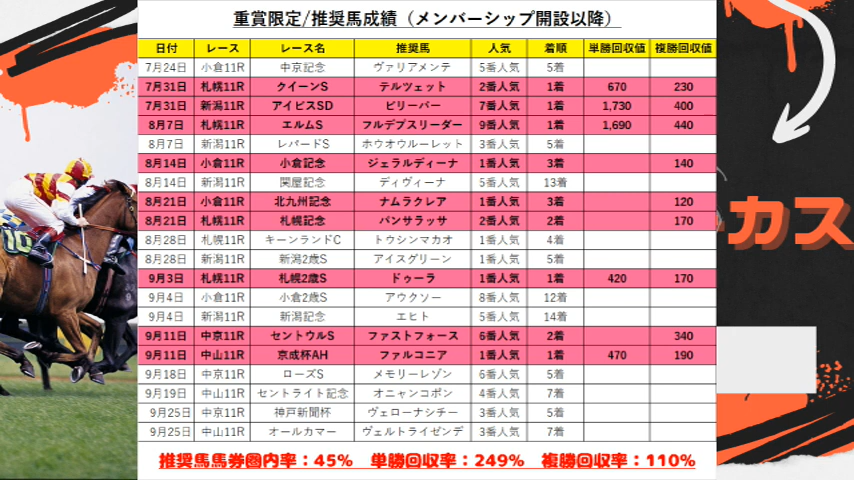 重賞限定/推奨馬成績（メンバーシップ開設以降）
日付 レース レース名 推奨馬 人気 着順 単勝回収値 複勝回収値
7月24日 小倉11R 中京記念 ヴァリアメンテ 5番人気 5着
7月31日 札幌11R クイーンS テルツェット 2番人気 1着 670 230
7月31日 新潟11R アイビスSD ビリーバー 7番人気 1着 1,730 400
8月7日 札幌11R エルムS フルデプスリーダー 9番人気 1着 1,690 440
8月7日 新潟11R レパードS ホウオウルーレット 3番人気 5着
8月14日 小倉11R 小倉記念 ジェラルディーナ 1番人気 3着 140
8月14日 新潟11R 関屋記念 ディヴィーナ 5番人気 13着
8月21日 小倉11R 北九州記念 ナムラクレア 1番人気 3着 120
8月21日 札幌11R 札幌記念 パンサラッサ 2番人気 2着 170
8月28日 札幌11R キーンランドC トウシンマカオ 1番人気 4着
8月28日 新潟11R 新潟2歳S アイスグリーン 1番人気 5着
9月3日 札幌11R 札幌2歳S ドゥーラ 1番人気 1着 420 170
9月4日 小倉11R 小倉2歳S アウクソー 8番人気 12着
9月4日 新潟11R 新潟記念 エヒト 5番人気 14着
9月11日 中京11R セントウルS ファストフォース 6番人気 2着 340
9月11日 中山11R 京成杯AH ファルコニア 1番人気 1着 470 190
9月18日 中京11R ローズS メモリーレゾン 6番人気 5着
9月19日 中山11R セントライト記念 オニャンコポン 4番人気 7着
9月25日 中京11R 神戸新聞杯 ヴェローナシチー 3番人気 5着
9月25日 中山11R オールカマー ヴェルトライゼンデ 3番人気 7着
推奨馬馬券圏内率：45% 単勝回収率：249% 複勝回収率：110%
カス
10